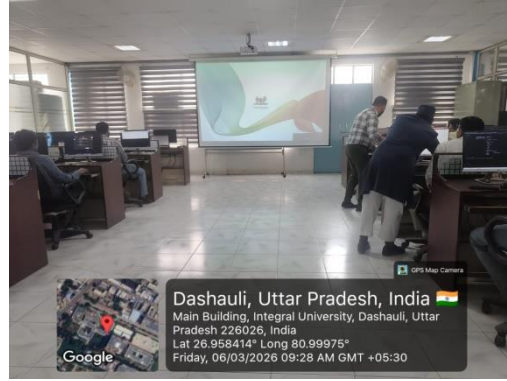 GPS Map Camera
Dashauli, Uttar Pradesh, India 🇮🇳
Main Building, Integral University, Dashauli, Uttar
Pradesh 226026, India
Lat 26.958414° Long 80.99975°
Friday, 06/03/2026 09:28 AM GMT +05:30
Google